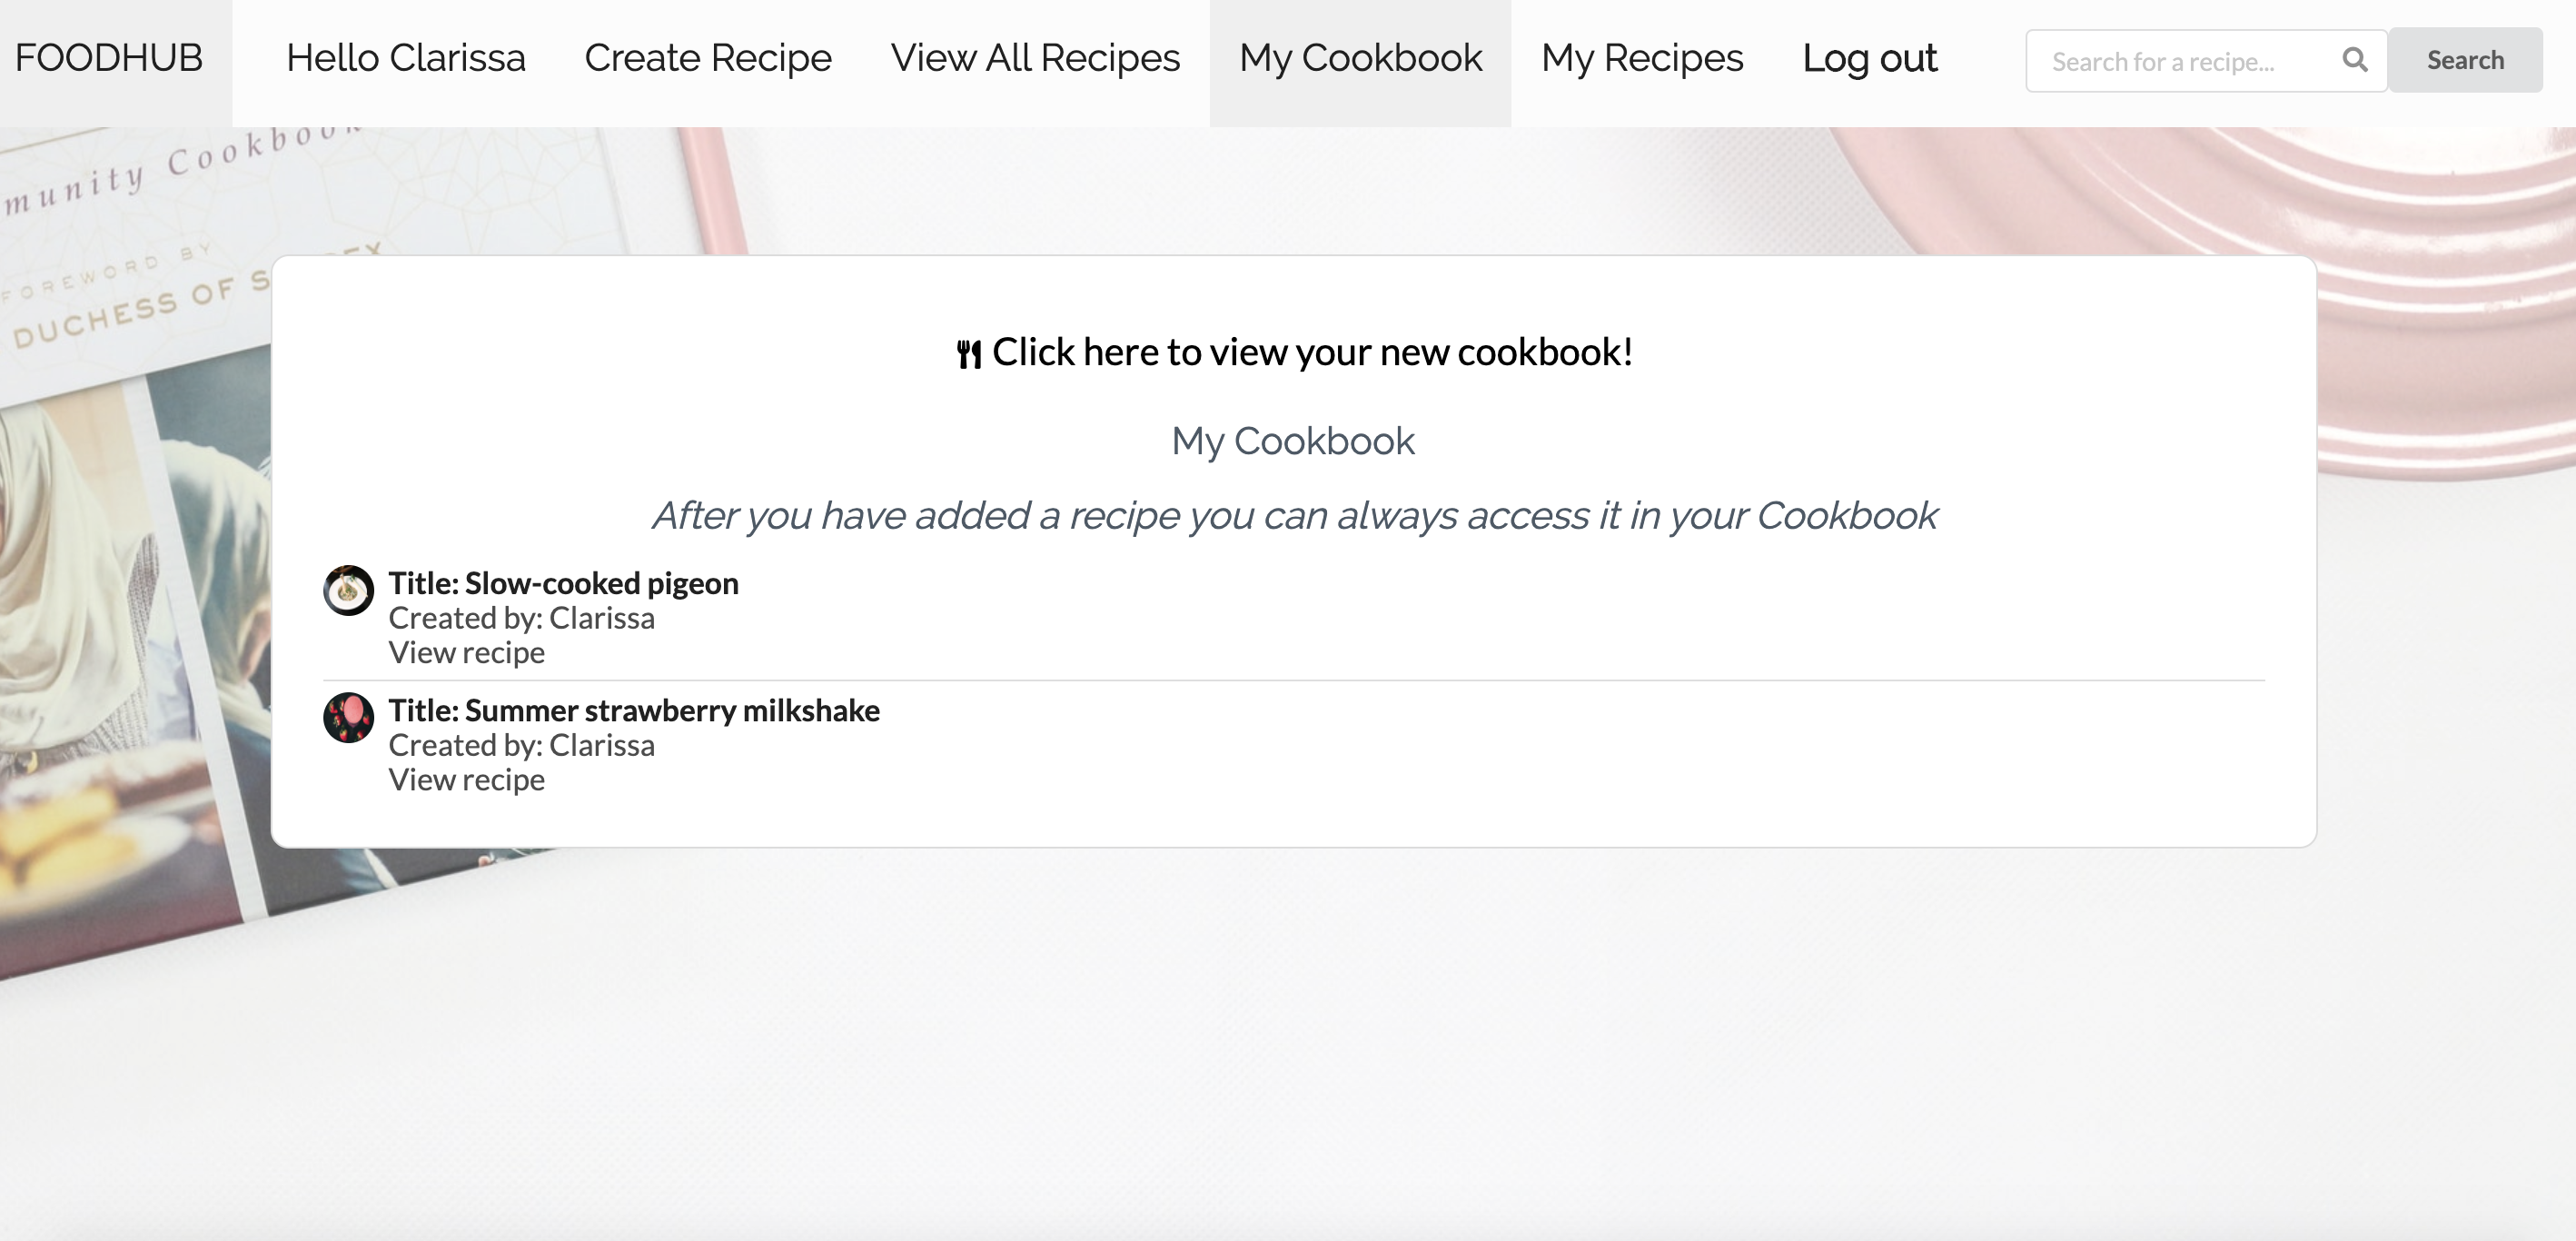 FOODHUB Hello Clarissa Create Recipe View All Recipes My Cookbook My Recipes Log out Search for a recipe... Search
munity Cookbook
FOREWORD BY
DUCHESS OF
Click here to view your new cookbook!
My Cookbook
After you have added a recipe you can always access it in your Cookbook
Title: Slow-cooked pigeon
Created by: Clarissa
View recipe
Title: Summer strawberry milkshake
Created by: Clarissa
View recipe